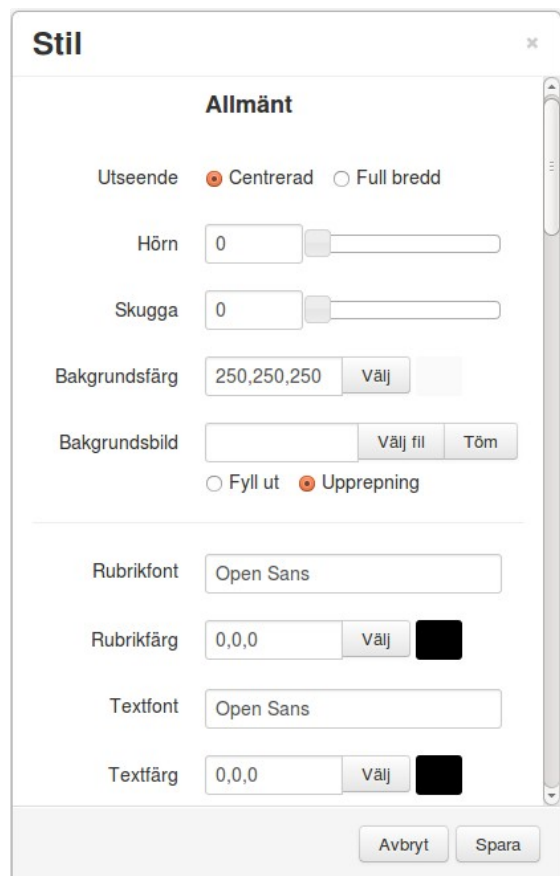 Stil ×
Allmänt
Utseende Centrerad Full bredd
Hörn 0
Skugga 0
Bakgrundsfärg 250,250,250 Välj
Bakgrundsbild Välj fil Töm
Fyll ut Upprepning
Rubrikfont Open Sans
Rubrikfärg 0,0,0 Välj
Textfont Open Sans
Textfärg 0,0,0 Välj
Avbryt Spara